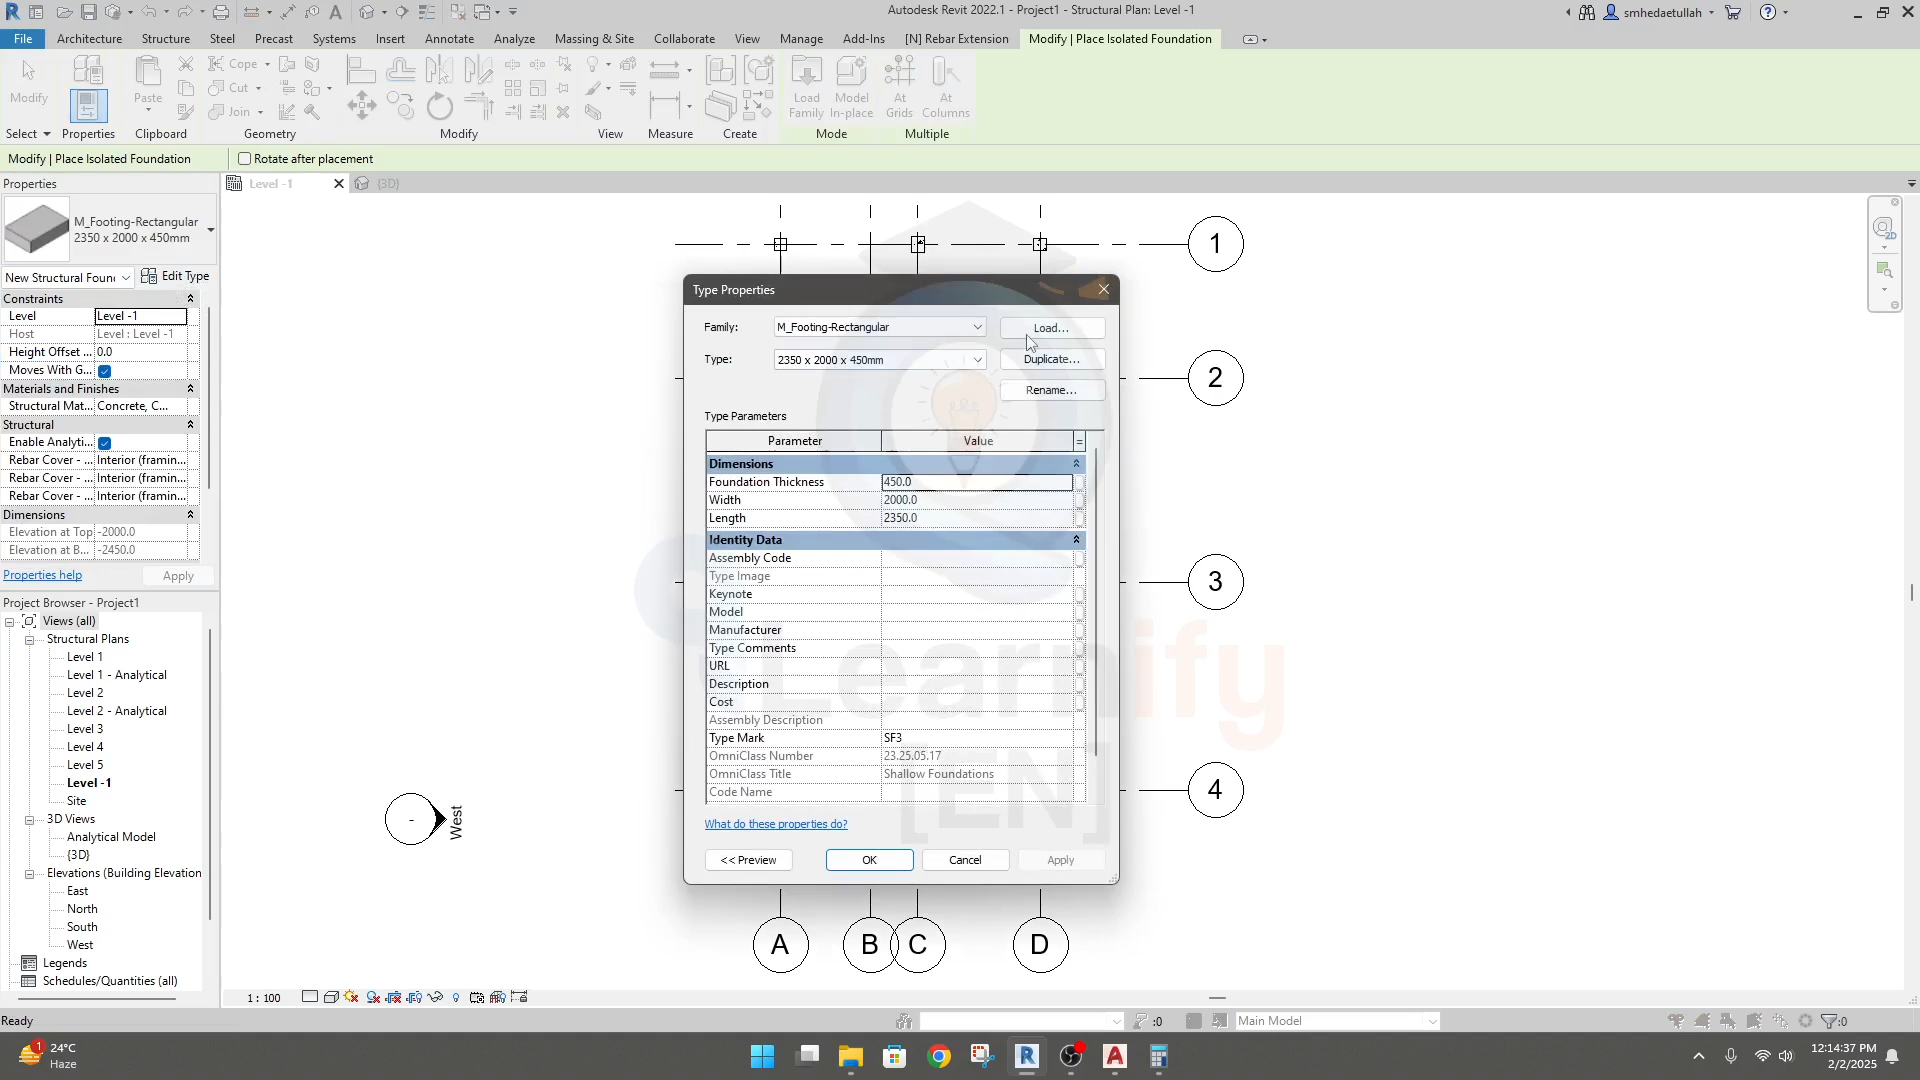 Autodesk Revit 2022.1 - Project1 - Structural Plan: Level -1
smhedaetullah
File
Architecture
Structure
Steel
Precast
Systems
Insert
Annotate
Analyze
Massing & Site
Collaborate
View
Manage
Add-Ins
[N] Rebar Extension
Modify | Place Isolated Foundation
Modify
Paste
Cope
Cut
Join
Load Family
Model In-place
At Grids
At Columns
Select
Properties
Clipboard
Geometry
Modify
View
Measure
Create
Mode
Multiple
Modify | Place Isolated Foundation
Rotate after placement
Properties
Level -1
{3D}
M_Footing-Rectangular
2350 x 2000 x 450mm
New Structural Foun
Edit Type
Constraints
Level Level -1
Host Level : Level -1
Height Offset ... 0.0
Moves With G...
Materials and Finishes
Structural Mat... Concrete, C...
Structural
Enable Analyti...
Rebar Cover - ... Interior (framin...
Rebar Cover - ... Interior (framin...
Rebar Cover - ... Interior (framin...
Dimensions
Elevation at Top -2000.0
Elevation at B... -2450.0
Properties help
Apply
Project Browser - Project1
Views (all)
Structural Plans
Level 1
Level 1 - Analytical
Level 2
Level 2 - Analytical
Level 3
Level 4
Level 5
Level -1
Site
3D Views
Analytical Model
{3D}
Elevations (Building Elevation
East
North
South
West
Legends
Schedules/Quantities (all)
1
2
3
4
A
B
C
D
-
West
Type Properties
Family: M_Footing-Rectangular Load...
Type: 2350 x 2000 x 450mm Duplicate...
Rename...
Type Parameters
Parameter Value =
Dimensions
Foundation Thickness 450.0
Width 2000.0
Length 2350.0
Identity Data
Assembly Code
Type Image
Keynote
Model
Manufacturer
Type Comments
URL
Description
Cost
Assembly Description
Type Mark SF3
OmniClass Number 23.25.05.17
OmniClass Title Shallow Foundations
Code Name
What do these properties do?
<< Preview OK Cancel Apply
Learnify
[EN]
1 : 100
Ready
:0
Main Model
:0
1
24°C
Haze
12:14:37 PM
2/2/2025